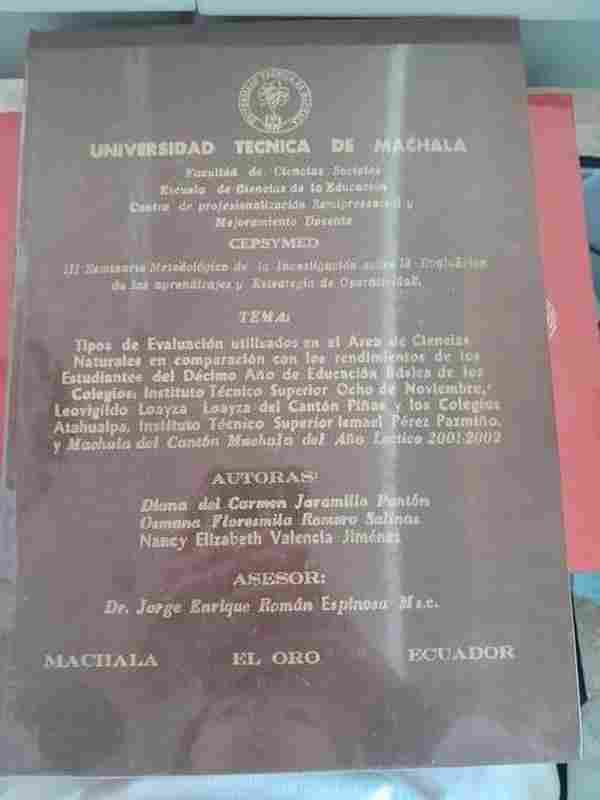 UNIVERSIDAD TECNICA DE MACHALA
Facultad de Ciencias Sociales
Escuela de Ciencias de la Educación
Centro de profesionalización Semipresencial y
Mejoramiento Docente
CEPSYMED
III Seminario Metodológico de la Investigación sobre la Evaluación
de los aprendizajes y Estrategia de Operatividad.
TEMA:
Tipos de Evaluación utilizados en el Area de Ciencias
Naturales en comparación con los rendimientos de los
Estudiantes del Décimo Año de Educación Básica de los
Colegios: Instituto Técnico Superior Ocho de Noviembre,
Leovigildo Loayza Loayza del Cantón Piñas y los Colegios
Atahualpa, Instituto Técnico Superior Ismael Pérez Pazmiño,
y Machala del Cantón Machala del Año Lectivo 2001-2002
AUTORAS:
Diana del Carmen Jaramillo Pontón
Osmana Floresmila Romero Salinas
Nancy Elizabeth Valencia Jiménez
ASESOR:
Dr. Jorge Enrique Román Espinosa Ms.c.
MACHALA EL ORO ECUADOR